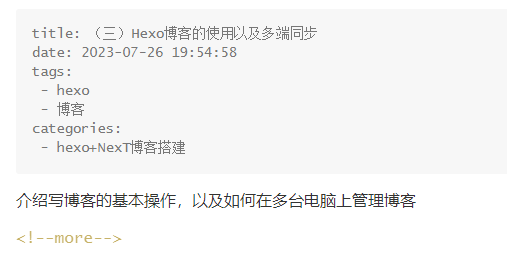 title: （三）Hexo博客的使用以及多端同步
date: 2023-07-26 19:54:58
tags:
 - hexo
 - 博客
categories:
 - hexo+NexT博客搭建
介绍写博客的基本操作，以及如何在多台电脑上管理博客
<!--more-->